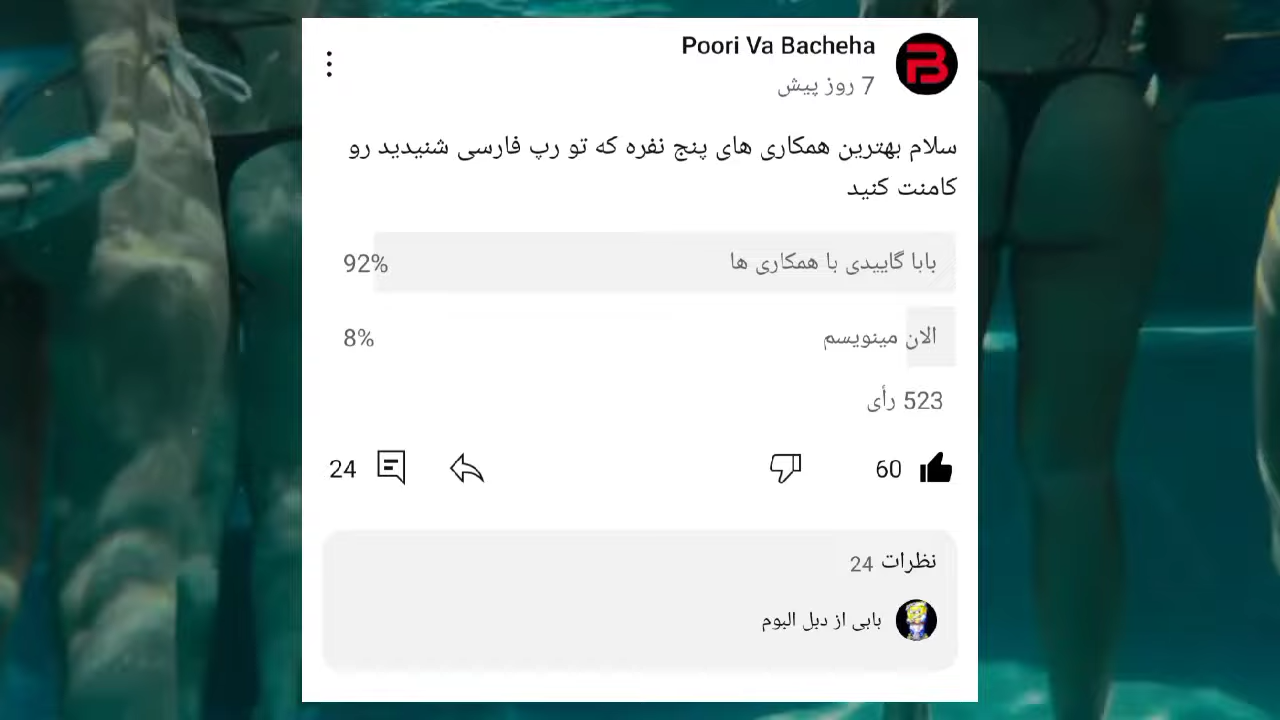 Poori Va Bacheha
7 روز پیش
سلام بهترین همکاری های پنج نفره که تو رپ فارسی شنیدید رو
کامنت کنید
بابا گاییدی با همکاری ها
92%
الان مینویسم
8%
523 رأی
60
24
نظرات 24
بابی از دبل البوم